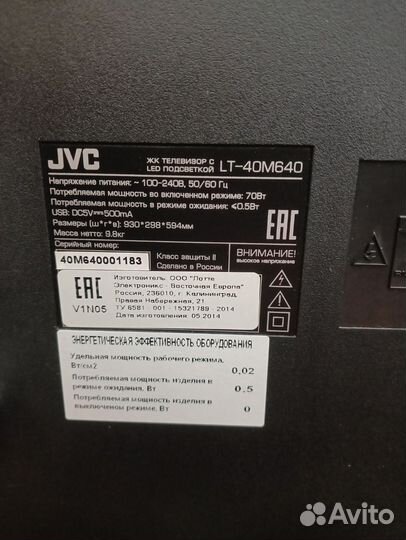 JVC
ЖК ТЕЛЕВИЗОР С
LED ПОДСВЕТКОЙ
LT-40M640
Напряжение питания: ~ 100-240В, 50/60 Гц
Потребляемая мощность во включенном режиме: 70Вт
Потребляемая мощность в режиме ожидания: ≤0.5Вт
USB: DC5V 500mA
Размеры (ш*г*в): 930*298*594мм
Масса нетто: 9.8кг
Серийный номер:
40M640001183
Класс защиты II
Сделано в России
EAC
ВНИМАНИЕ!
высокое напряжение
EAC
V1N05
Изготовитель: ООО "Лотте
Электроникс - Восточная Европа"
Россия, 236010, г. Калининград,
Правая Набережная, 21
ТУ 6581 - 001 - 15321789 - 2014
Дата изготовления: 05.2014
ЭНЕРГЕТИЧЕСКАЯ ЭФФЕКТИВНОСТЬ ОБОРУДОВАНИЯ
Удельная мощность рабочего режима,
Вт/см2
0,02
Потребляемая мощность изделия в
режиме ожидания, Вт
0,5
Потребляемая мощность изделия в
выключеном режиме, Вт
0
Avito